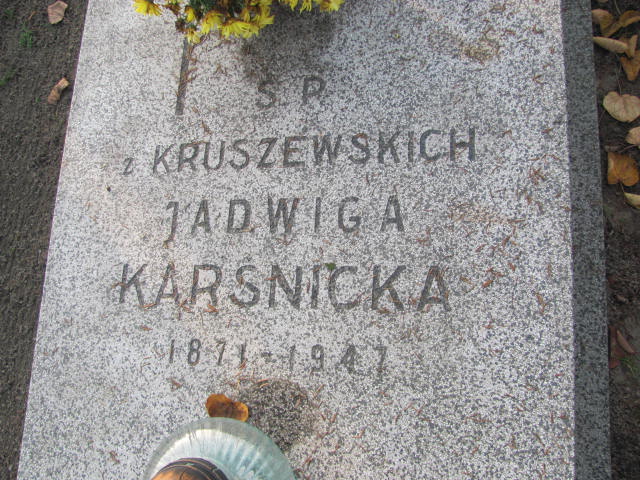 Ś.P.
z KRUSZEWSKICH
JADWIGA
KARSNICKA
1871-1947